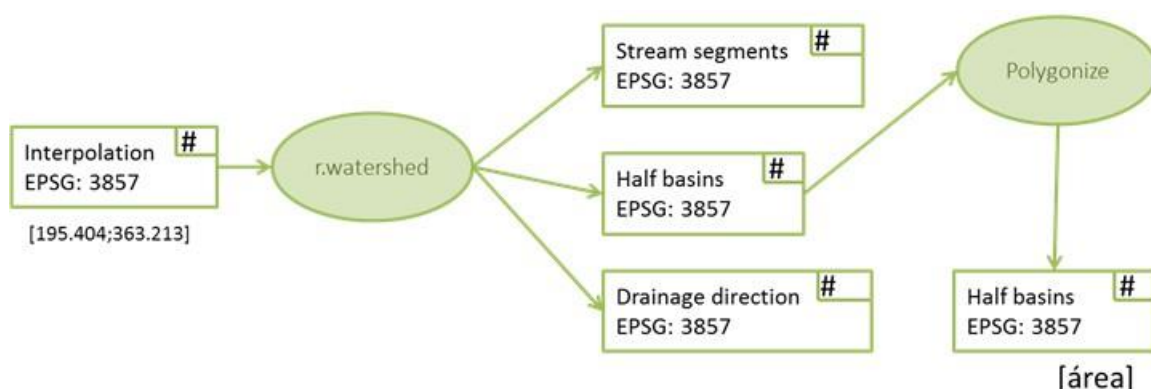 Interpolation
EPSG: 3857
#
[195.404;363.213]
r.watershed
Stream segments
EPSG: 3857
#
Half basins
EPSG: 3857
#
Drainage direction
EPSG: 3857
#
Polygonize
Half basins
EPSG: 3857
#
[área]